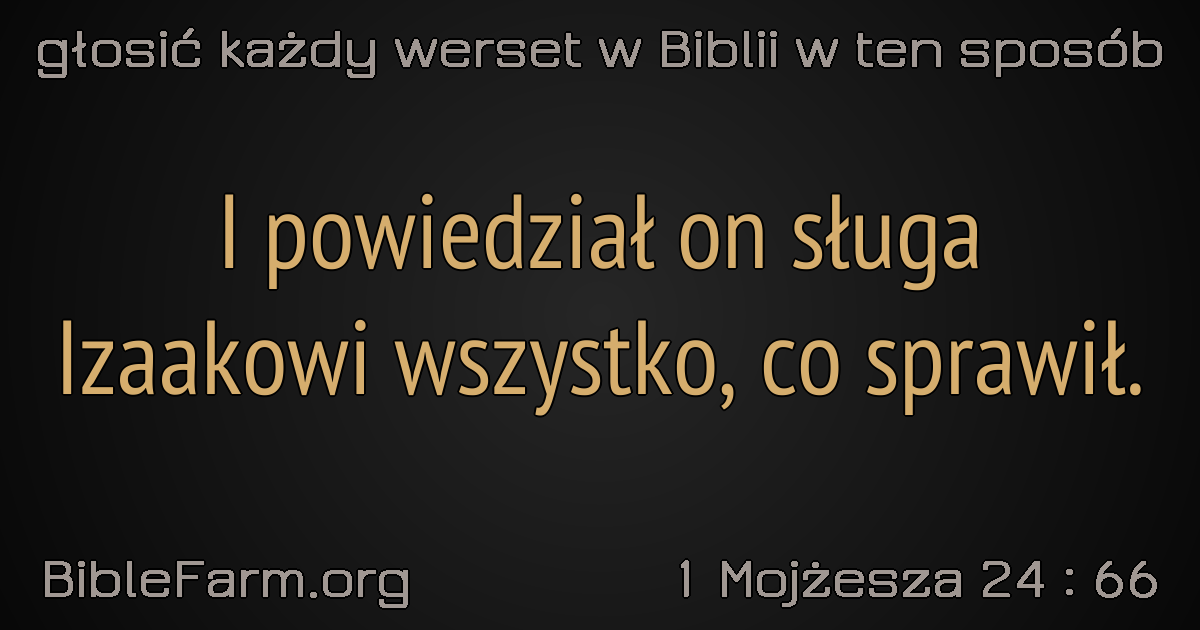 głosić każdy werset w Biblii w ten sposób
I powiedział on sługa
Izaakowi wszystko, co sprawił.
BibleFarm.org
1 Mojżesza 24 : 66